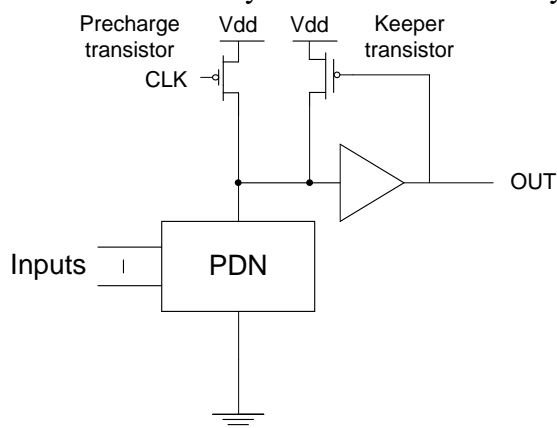 Precharge
transistor
Vdd
Vdd
Keeper
transistor
CLK
OUT
Inputs
PDN